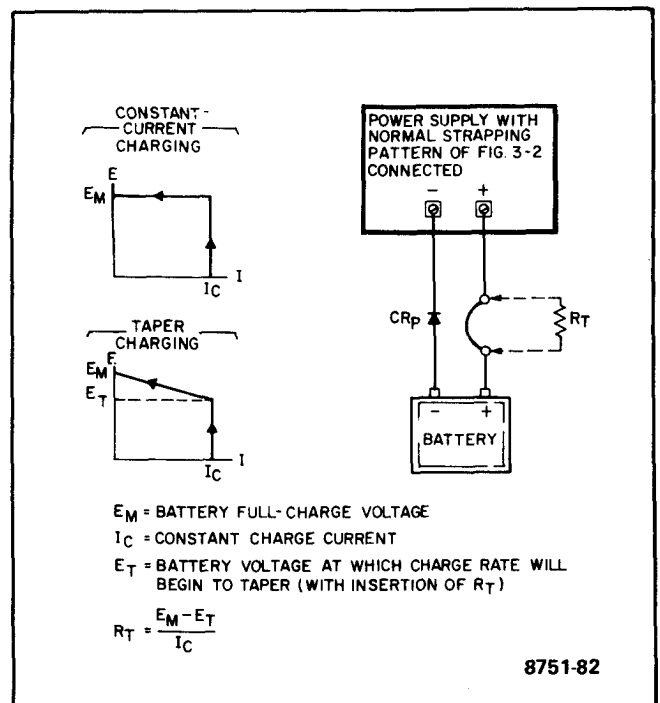 CONSTANT-
CURRENT
CHARGING
E
EM
IC
I
TAPER
CHARGING
E
EM
ET
IC
I
POWER SUPPLY WITH
NORMAL STRAPPING
PATTERN OF FIG. 3-2
CONNECTED
- +
CRP
RT
- +
BATTERY
EM = BATTERY FULL-CHARGE VOLTAGE
IC = CONSTANT CHARGE CURRENT
ET = BATTERY VOLTAGE AT WHICH CHARGE RATE WILL
BEGIN TO TAPER (WITH INSERTION OF RT)
RT = EM-ET
IC
8751-82